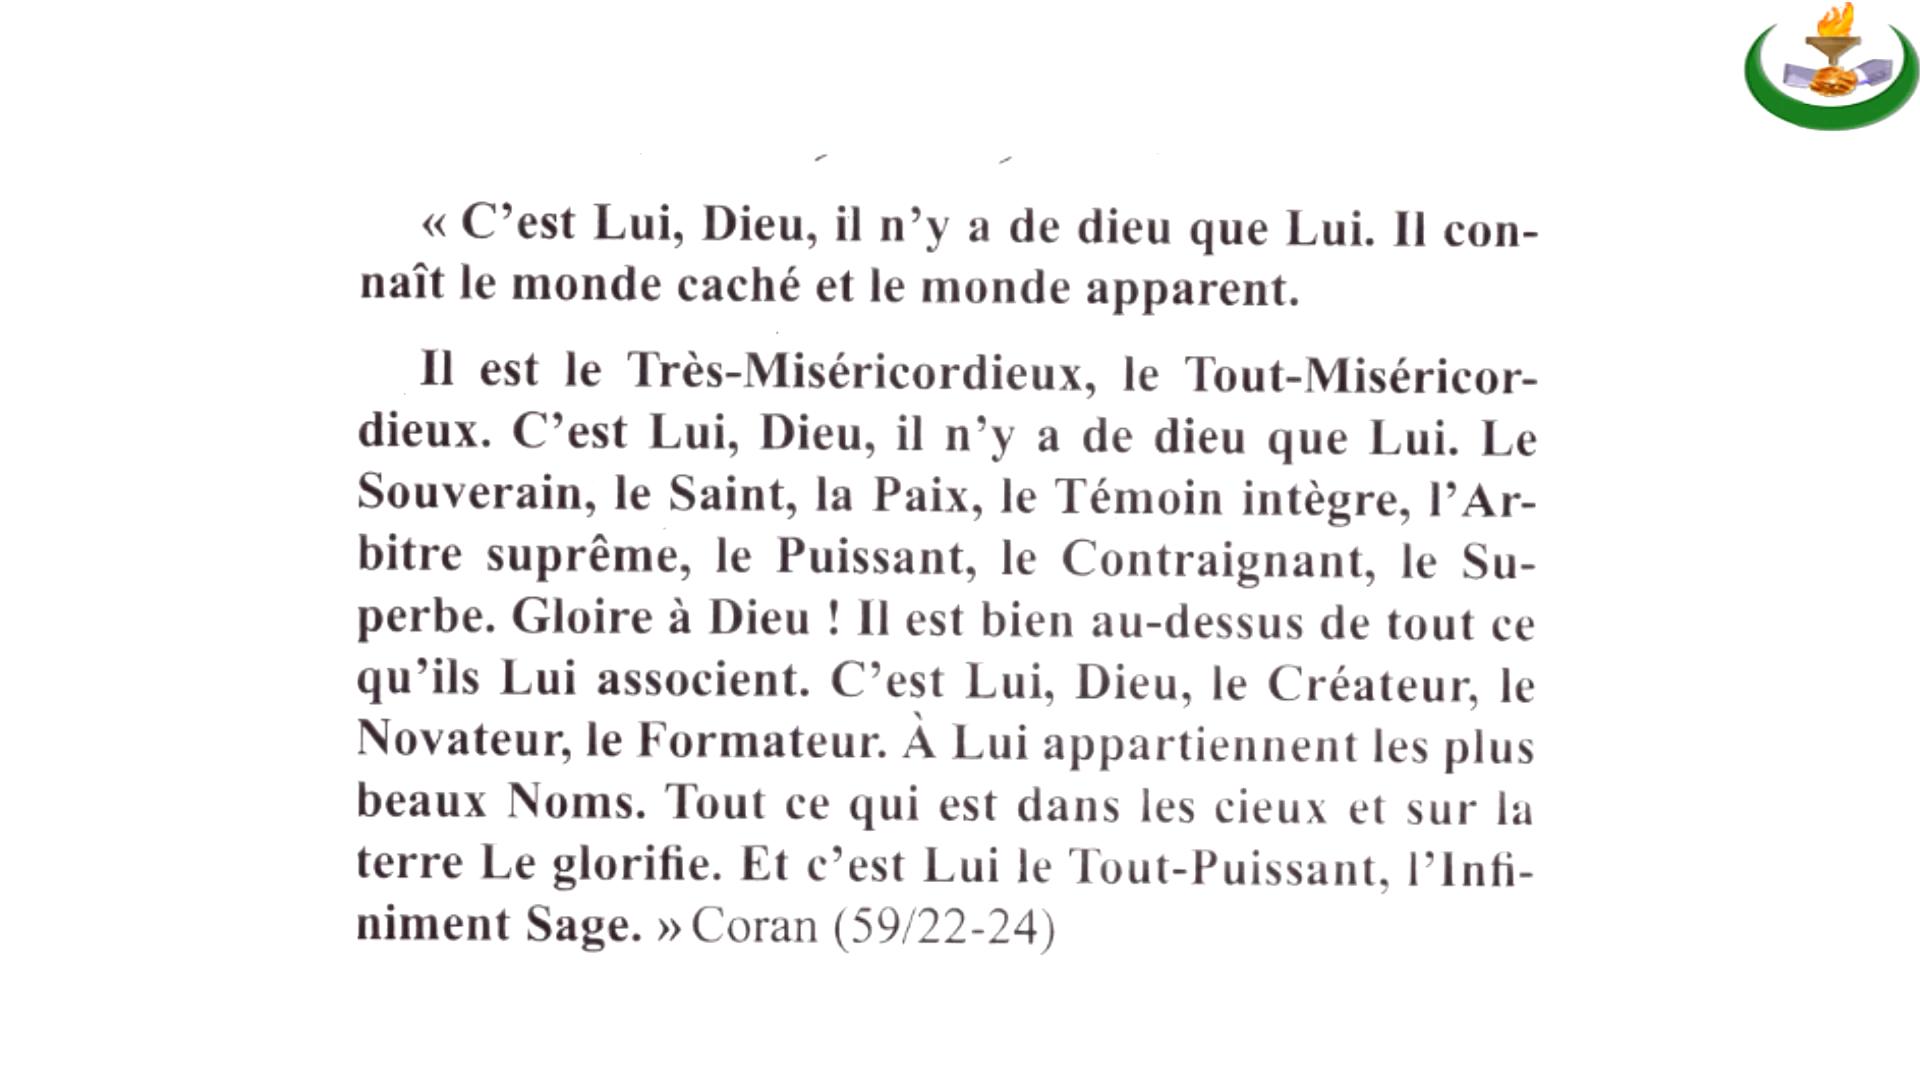 « C’est Lui, Dieu, il n’y a de dieu que Lui. Il con-
naît le monde caché et le monde apparent.
Il est le Très-Miséricordieux, le Tout-Miséricor-
dieux. C’est Lui, Dieu, il n’y a de dieu que Lui. Le
Souverain, le Saint, la Paix, le Témoin intègre, l’Ar-
bitre suprême, le Puissant, le Contraignant, le Su-
perbe. Gloire à Dieu ! Il est bien au-dessus de tout ce
qu’ils Lui associent. C’est Lui, Dieu, le Créateur, le
Novateur, le Formateur. À Lui appartiennent les plus
beaux Noms. Tout ce qui est dans les cieux et sur la
terre Le glorifie. Et c’est Lui le Tout-Puissant, l’Infi-
niment Sage. » Coran (59/22-24)